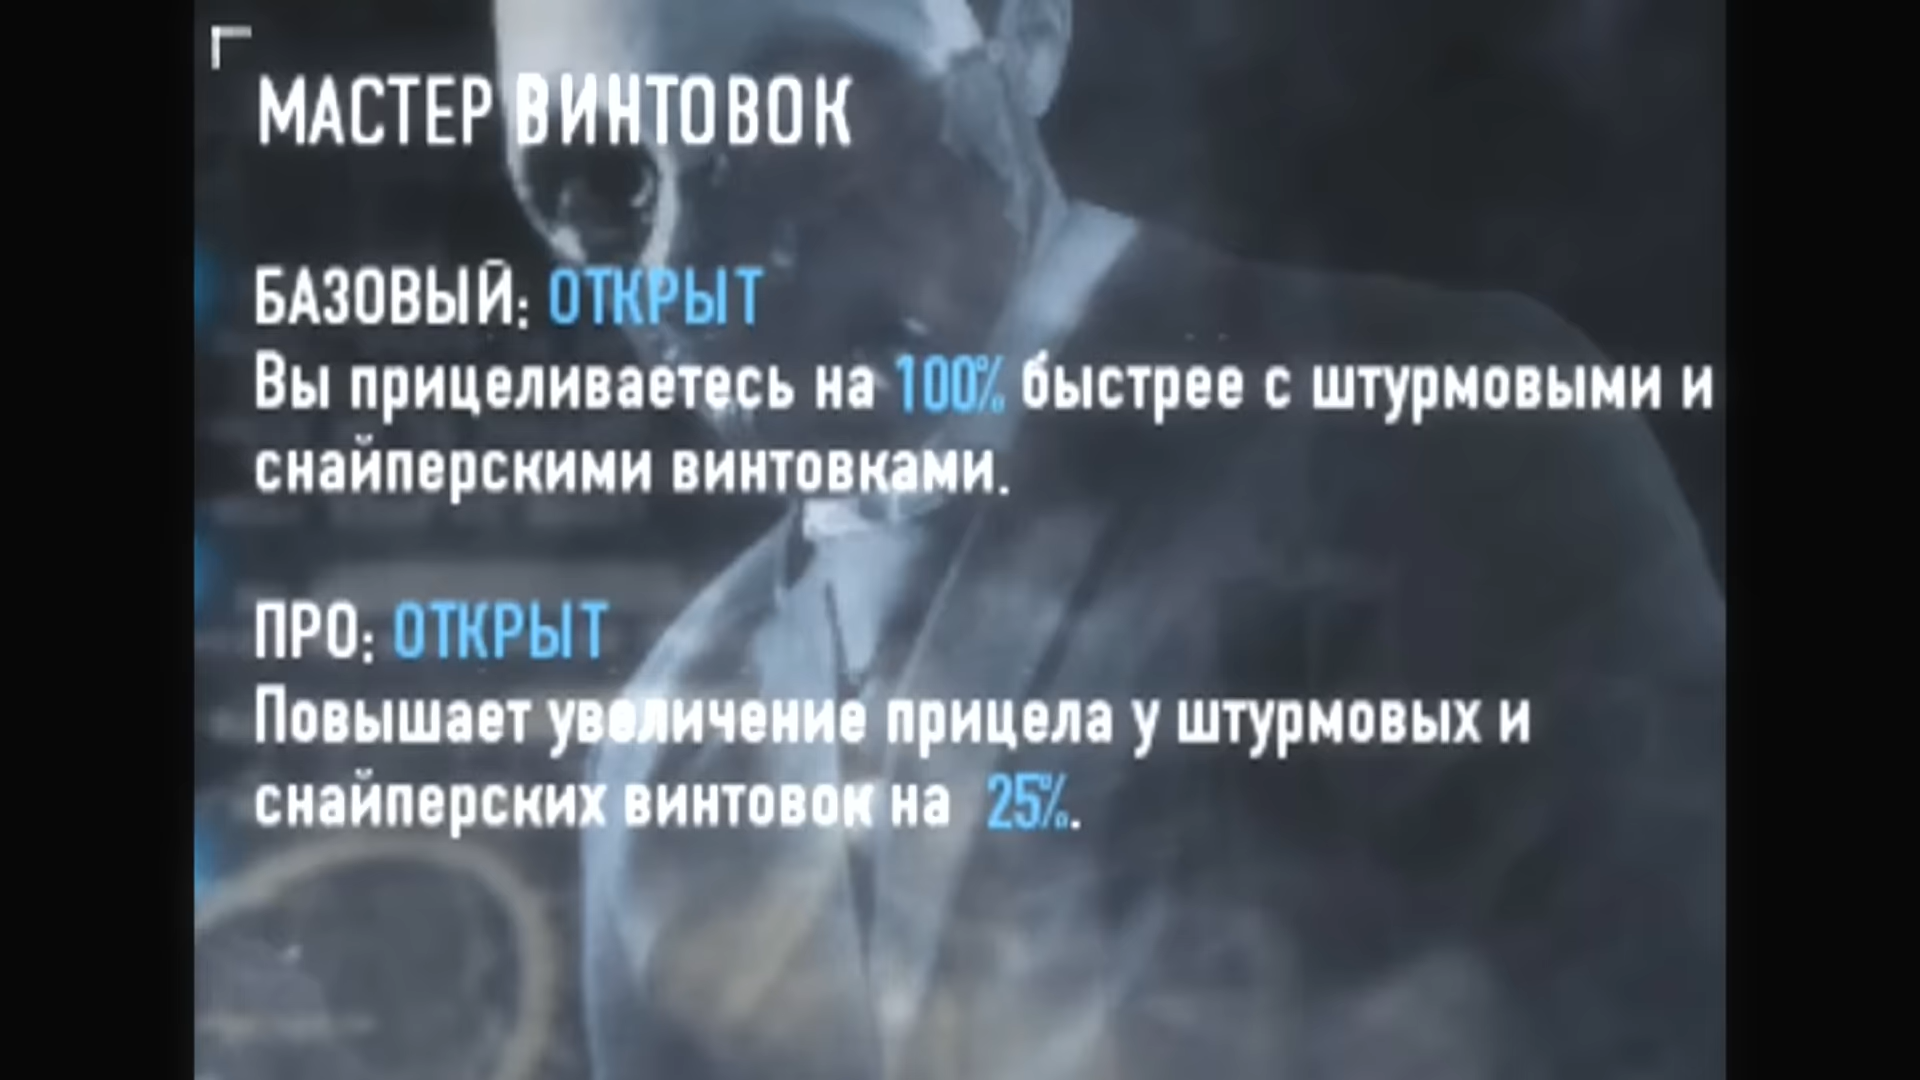 МАСТЕР ВИНТОВОК
БАЗОВЫЙ: ОТКРЫТ
Вы прицеливаетесь на 100% быстрее с штурмовыми и
снайперскими винтовками.
ПРО: ОТКРЫТ
Повышает увеличение прицела у штурмовых и
снайперских винтовок на 25%.